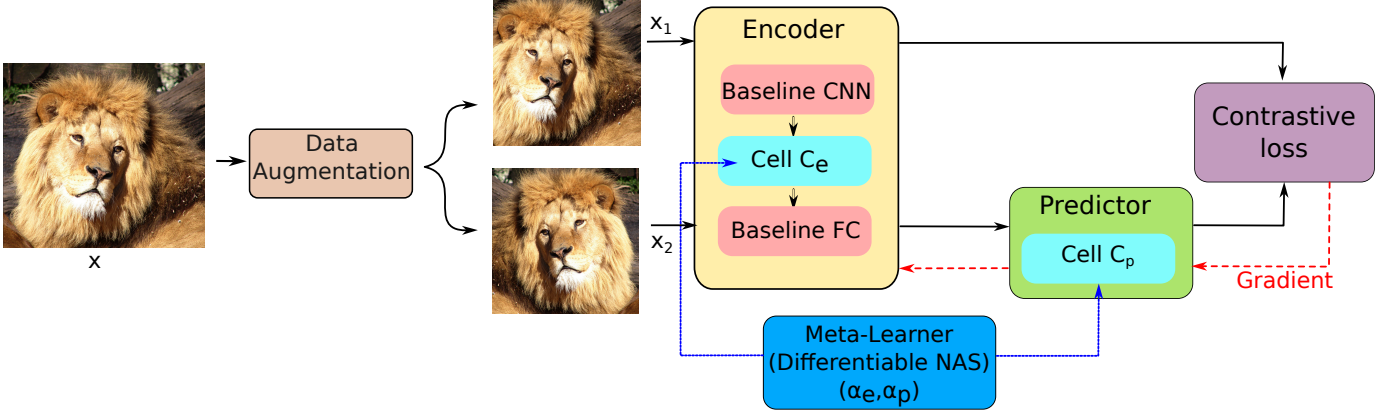 x
Data
Augmentation
x₁
x₂
Encoder
Baseline CNN
Cell Cₑ
Baseline FC
Predictor
Cell Cₚ
Contrastive
loss
Gradient
Meta-Learner
(Differentiable NAS)
(αₑ,αₚ)